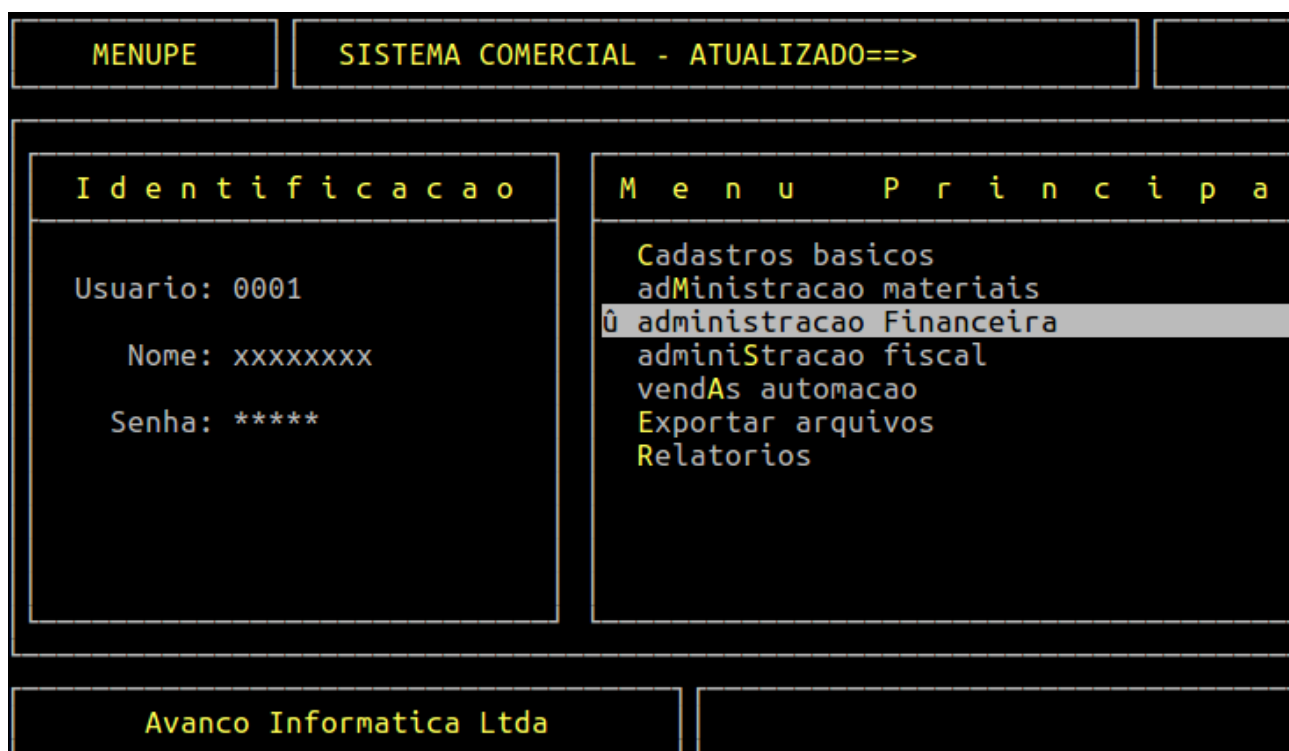 MENUPE
SISTEMA COMERCIAL - ATUALIZADO==>
I d e n t i f i c a c a o
Usuario: 0001
Nome: xxxxxxxx
Senha: *****
M e n u P r i n c i p a
Cadastros basicos
adMinistracao materiais
û administracao Financeira
adminiStracao fiscal
vendAs automacao
Exportar arquivos
Relatorios
Avanco Informatica Ltda